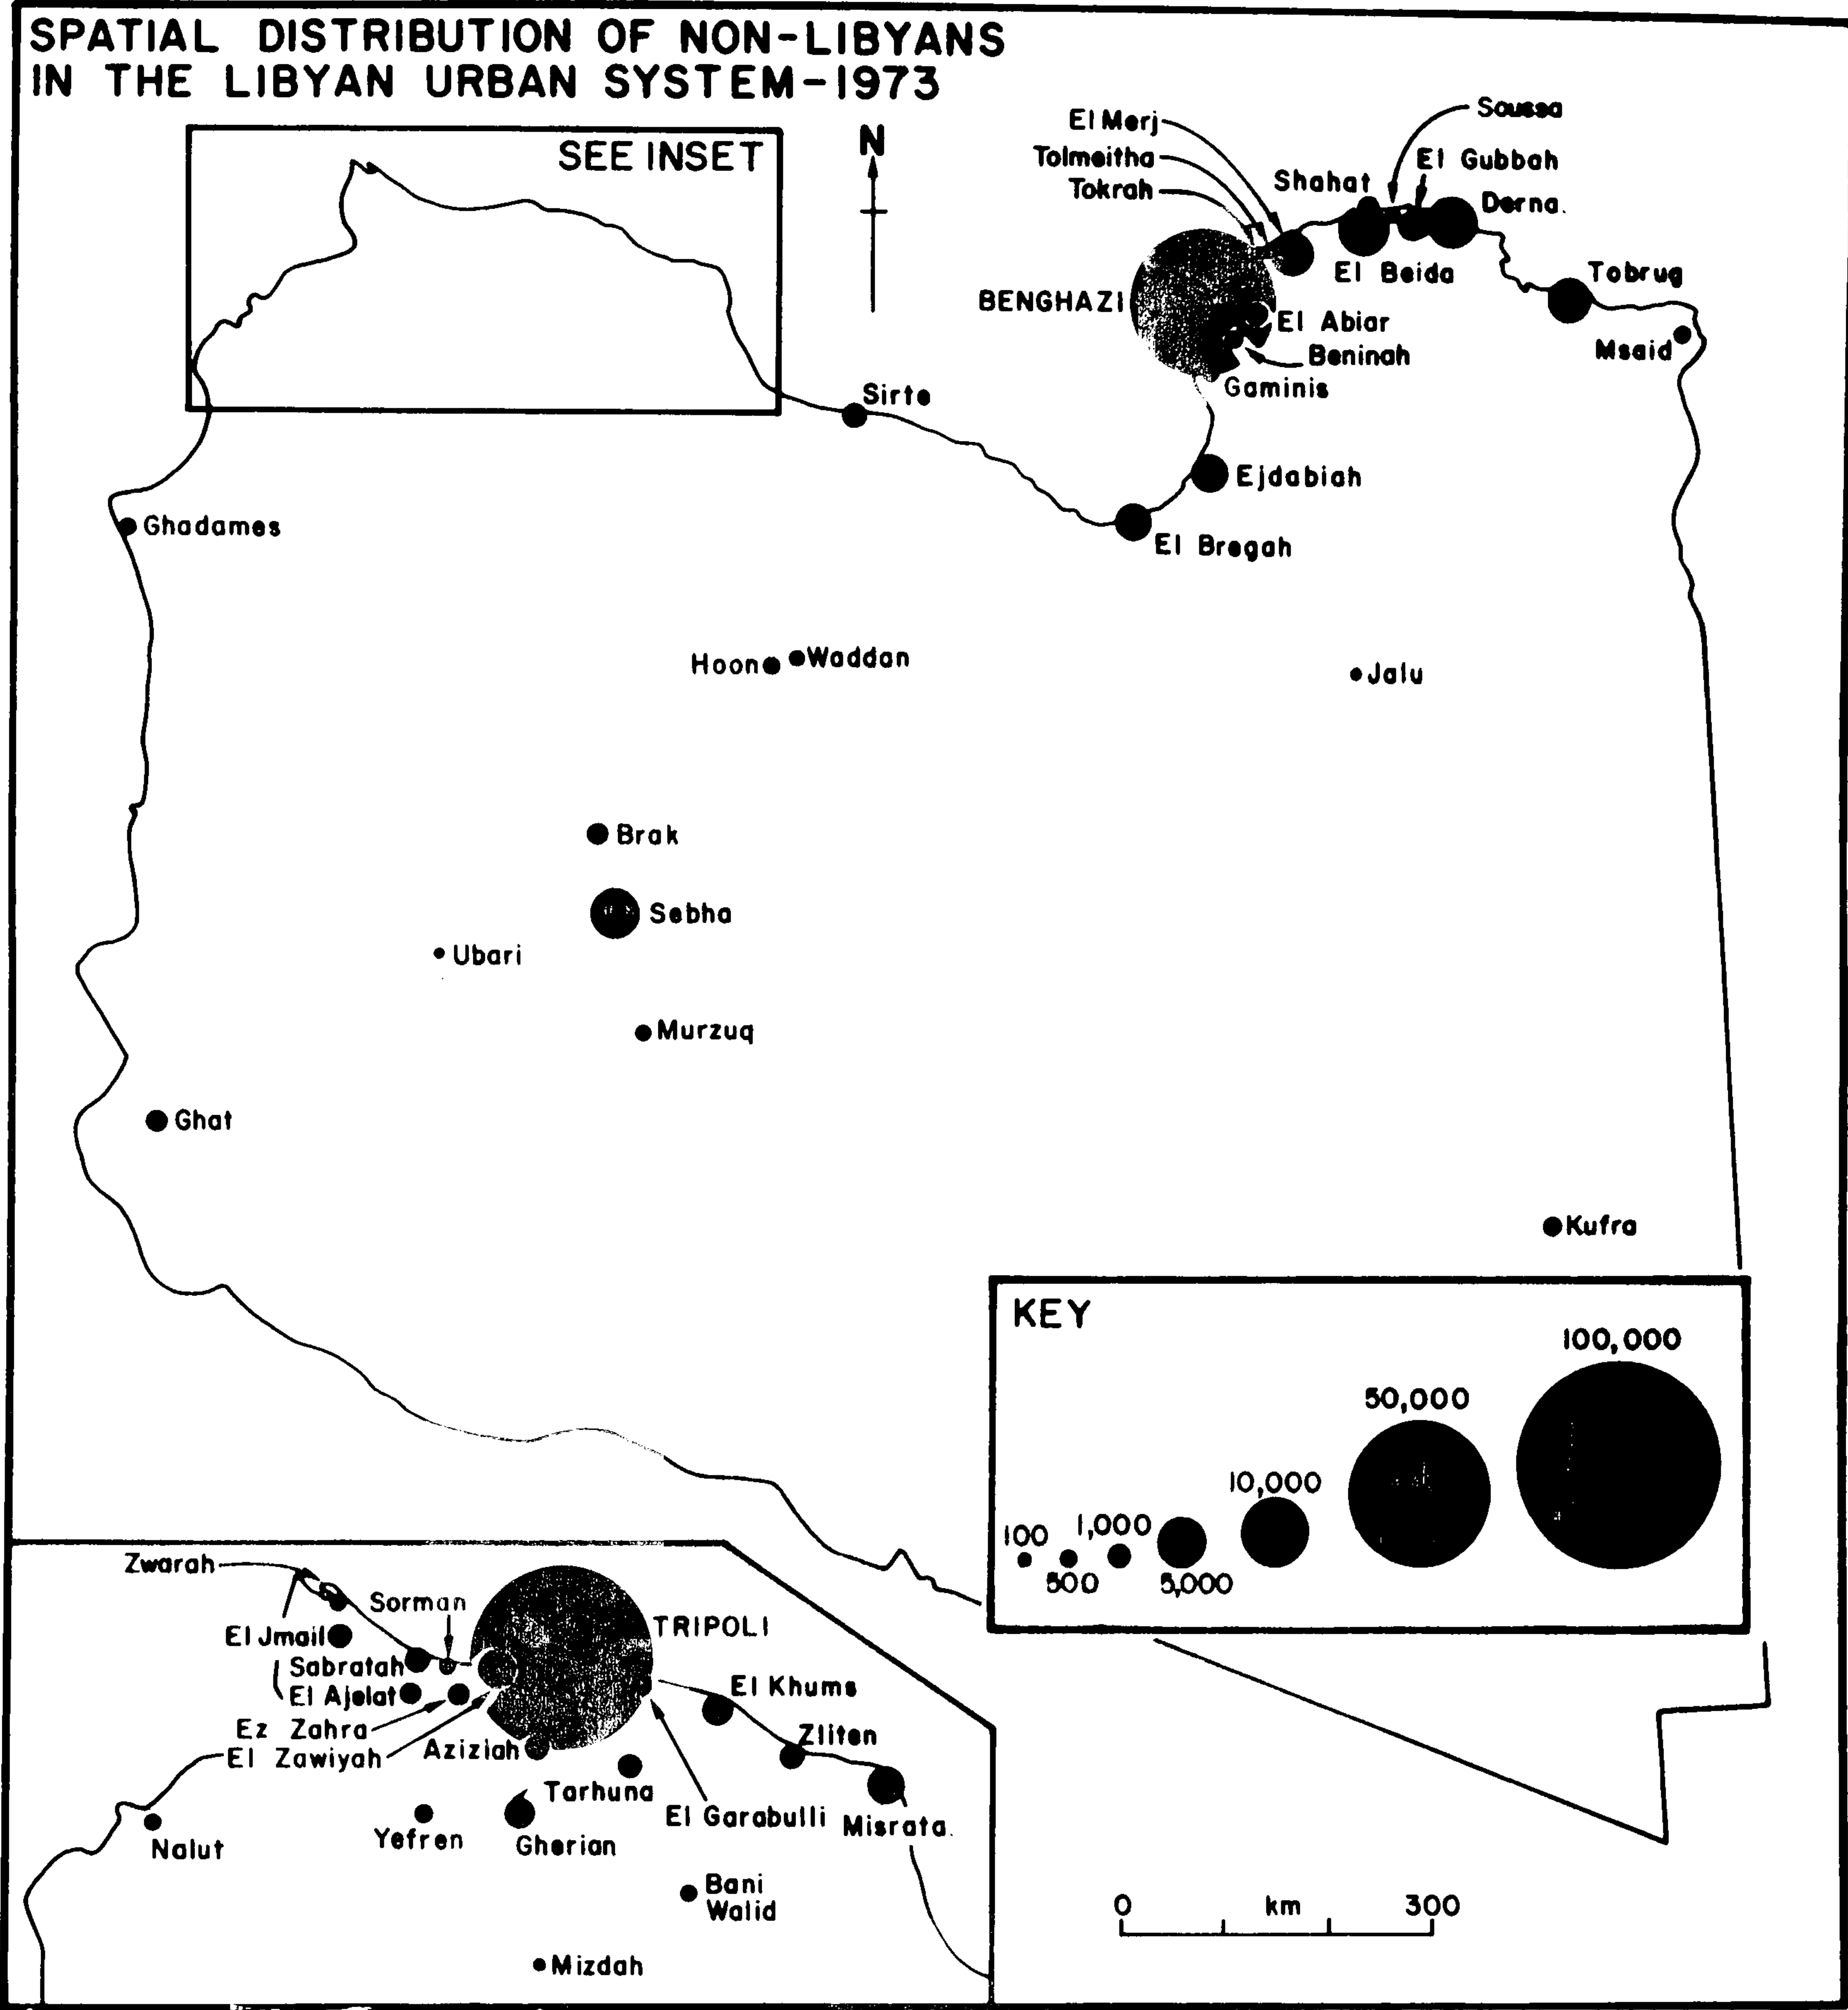 SPATIAL DISTRIBUTION OF NON-LIBYANS
IN THE LIBYAN URBAN SYSTEM-1973
SEE INSET
N
El Merj
Tolmeitha
Tokrah
Soussa
El Gubbah
Shahat
Derna.
El Beida
Tobruq
BENGHAZI
El Abiar
Beninah
Msaid
Gaminis
Sirte
Ejdabiah
El Bregah
Ghadames
Hoon
Waddan
Jalu
Brak
Sebha
Ubari
Murzuq
Ghat
Kufra
KEY
100,000
50,000
10,000
1,000
100
500
5,000
Zwarah
Sorman
TRIPOLI
El Jmail
Sabratah
El Ajelat
El Khums
Ez Zahra
Zliten
El Zawiyah
Aziziah
Tarhuna
El Garabulli
Misrata.
Nalut
Yefren
Gherian
Bani
Walid
Mizdah
0 km 300